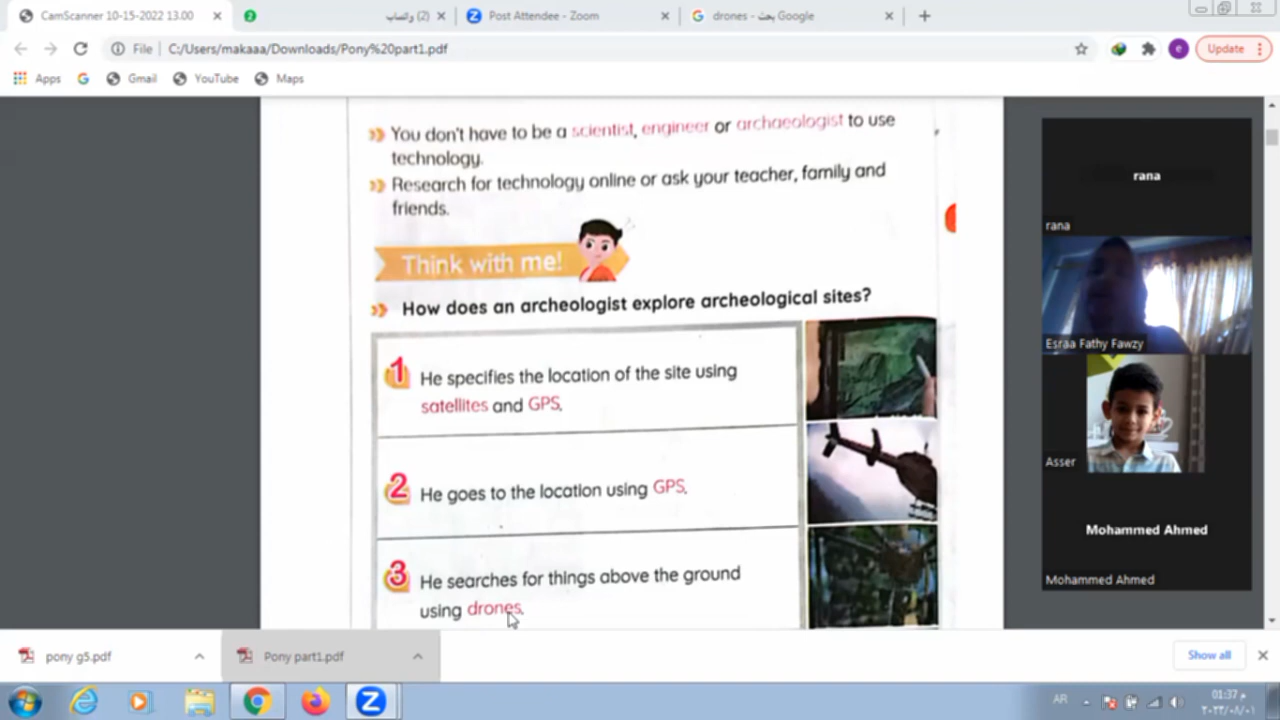 CamScanner 10-15-2022 13.00
(2) واتساب
Post Attendee - Zoom
drones - بحث Google
File
C:/Users/makaaa/Downloads/Pony%20part1.pdf
e
Update
Apps
Gmail
YouTube
Maps
You don't have to be a scientist, engineer or archaeologist to use
technology.
Research for technology online or ask your teacher, family and
friends.
Think with me!
How does an archeologist explore archeological sites?
1
He specifies the location of the site using
satellites and GPS.
2
He goes to the location using GPS.
3
He searches for things above the ground
using drones.
rana
rana
Esraa Fathy Fawzy
Asser
Mohammed Ahmed
Mohammed Ahmed
pony g5.pdf
Pony part1.pdf
Show all
AR
01:37 م
٢٠٢٣/٠٨/٠١